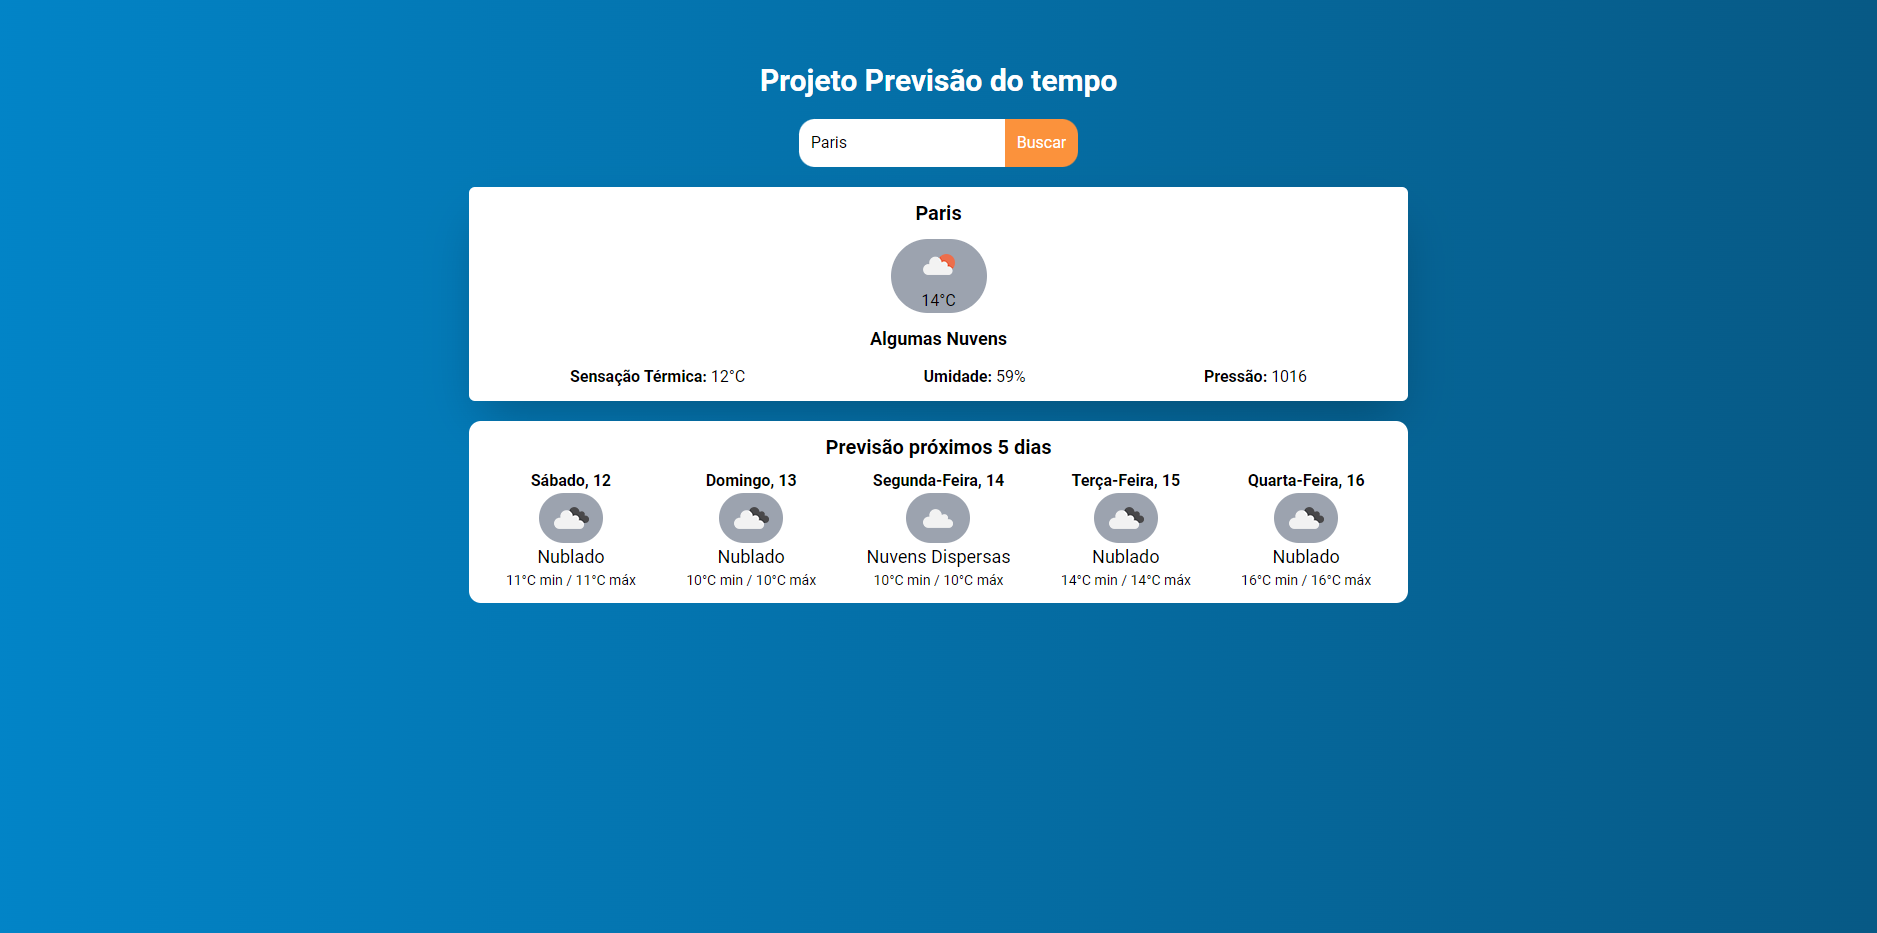 Projeto Previsão do tempo
Paris
Buscar
Paris
14°C
Algumas Nuvens
Sensação Térmica: 12°C
Umidade: 59%
Pressão: 1016
Previsão próximos 5 dias
Sábado, 12
Nublado
11°C min / 11°C máx
Domingo, 13
Nublado
10°C min / 10°C máx
Segunda-Feira, 14
Nuvens Dispersas
10°C min / 10°C máx
Terça-Feira, 15
Nublado
14°C min / 14°C máx
Quarta-Feira, 16
Nublado
16°C min / 16°C máx